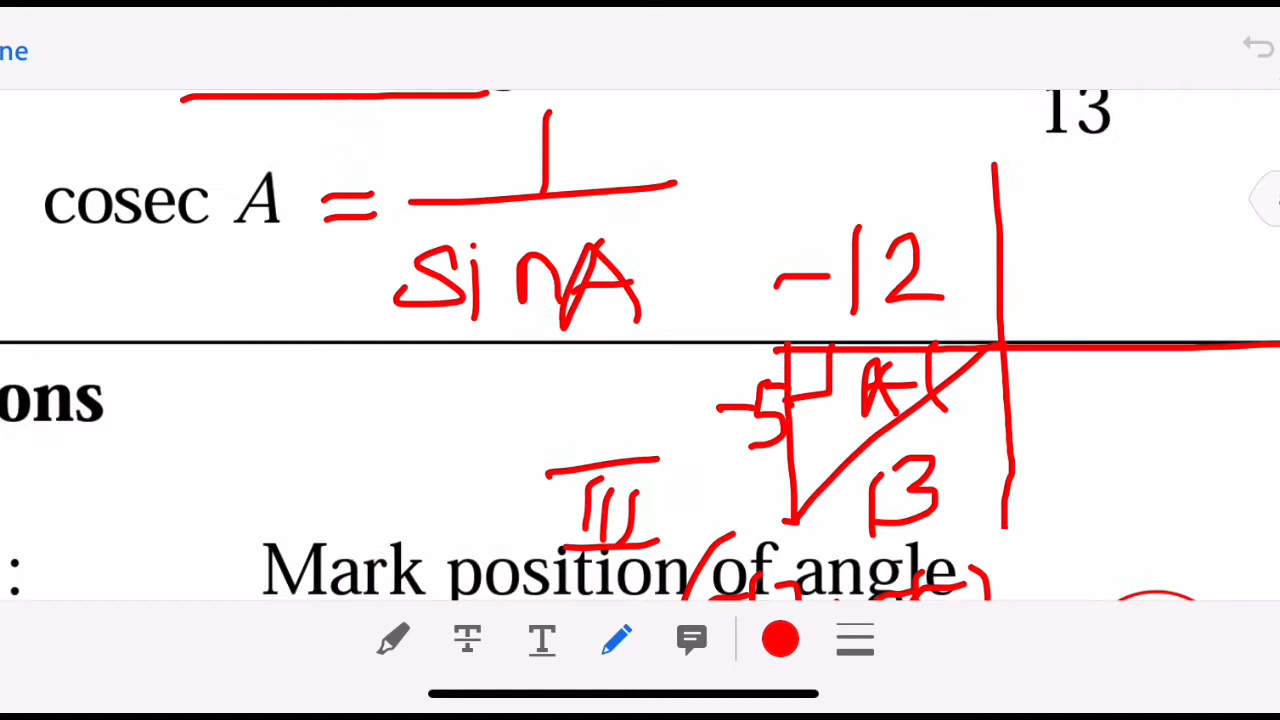 ne
13
1
cosec A =
sin A
-12
ons
-5
13
III
: Mark position of angle